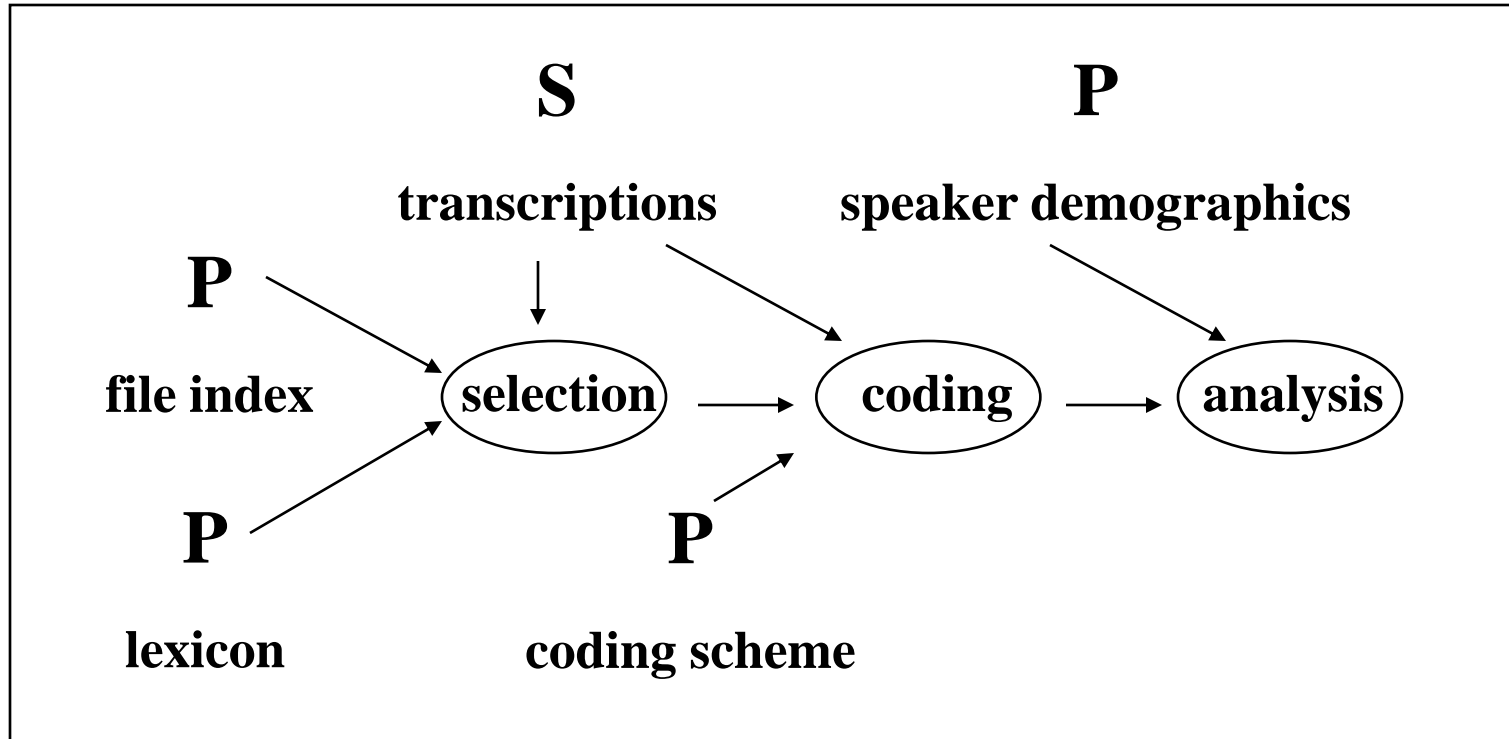 S P
transcriptions speaker demographics
P
file index selection coding analysis
P P
lexicon coding scheme